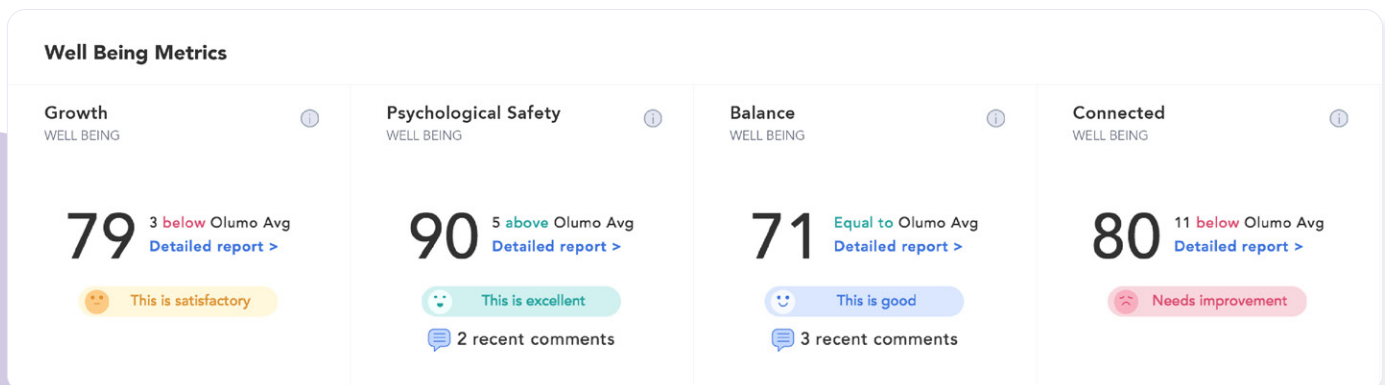 Well Being Metrics
Growth
WELL BEING
79
3 below Olumo Avg
Detailed report >
This is satisfactory
Psychological Safety
WELL BEING
90
5 above Olumo Avg
Detailed report >
This is excellent
2 recent comments
Balance
WELL BEING
71
Equal to Olumo Avg
Detailed report >
This is good
3 recent comments
Connected
WELL BEING
80
11 below Olumo Avg
Detailed report >
Needs improvement